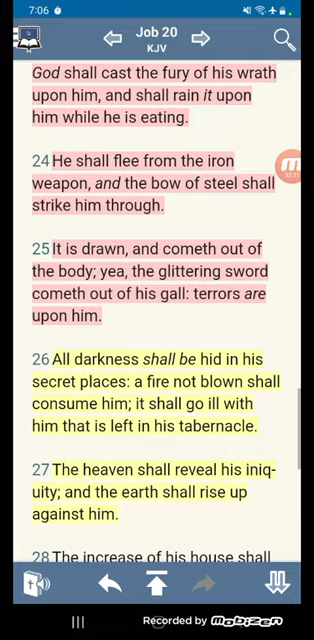 7:06
Job 20
KJV
God shall cast the fury of his wrath
upon him, and shall rain it upon
him while he is eating.
24 He shall flee from the iron
weapon, and the bow of steel shall
strike him through.
25 It is drawn, and cometh out of
the body; yea, the glittering sword
cometh out of his gall: terrors are
upon him.
26 All darkness shall be hid in his
secret places: a fire not blown shall
consume him; it shall go ill with
him that is left in his tabernacle.
27 The heaven shall reveal his iniq-
uity; and the earth shall rise up
against him.
28 The increase of his house shall
Recorded by Mobizen